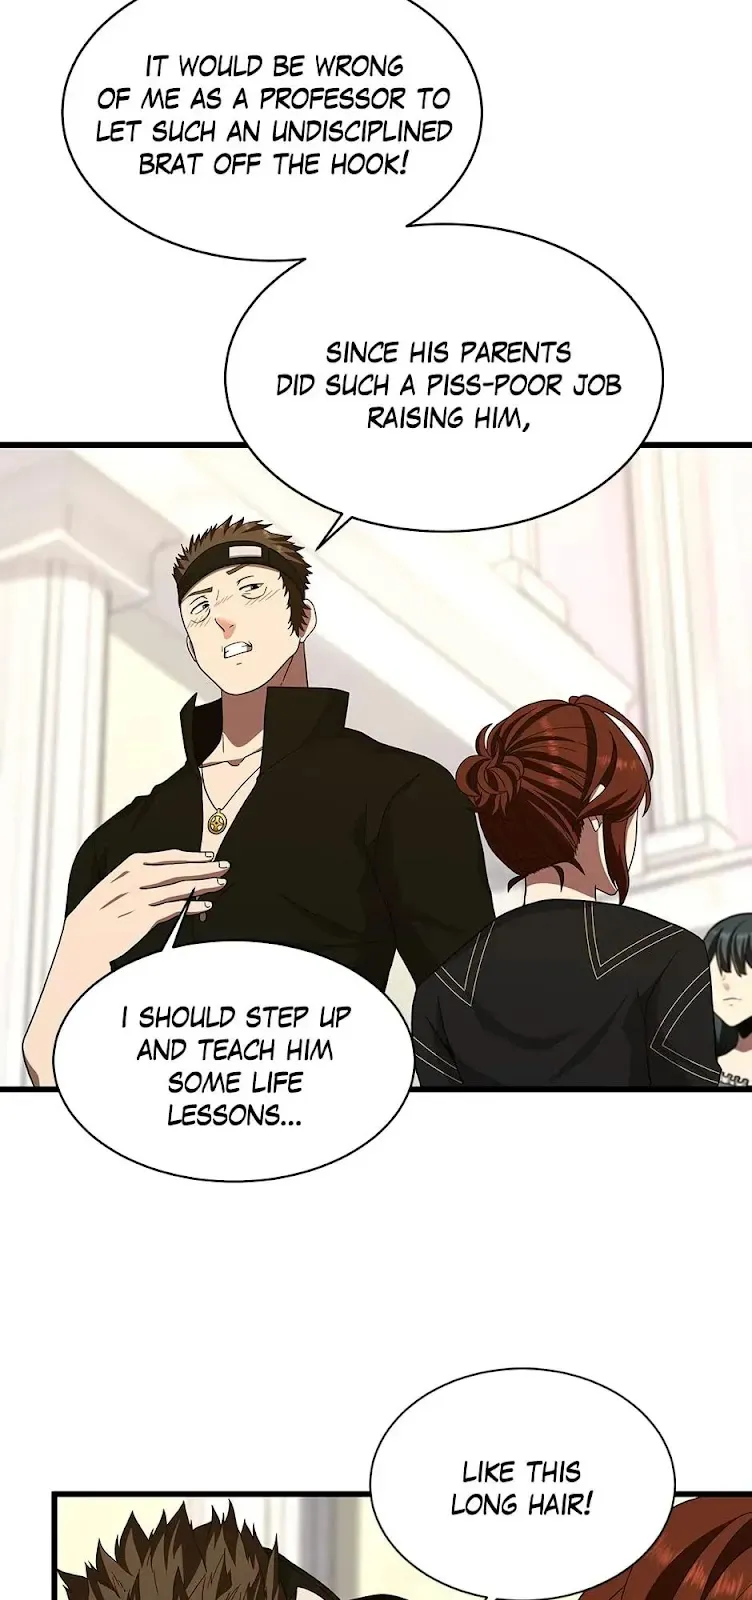 IT WOULD BE WRONG
OF ME AS A PROFESSOR TO
LET SUCH AN UNDISCIPLINED
BRAT OFF THE HOOK!
SINCE HIS PARENTS
DID SUCH A PISS-POOR JOB
RAISING HIM,
I SHOULD STEP UP
AND TEACH HIM
SOME LIFE
LESSONS...
LIKE THIS
LONG HAIR!